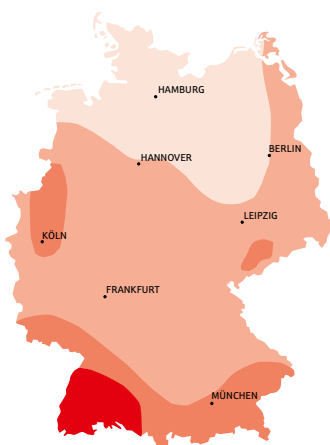 HAMBURG
HANNOVER
BERLIN
LEIPZIG
KÖLN
FRANKFURT
MÜNCHEN